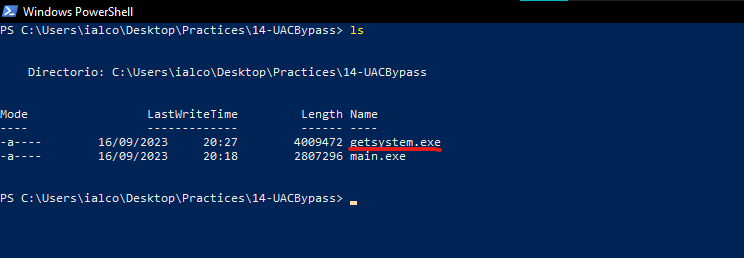 Windows PowerShell
PS C:\Users\ialco\Desktop\Practices\14-UACBypass> ls
Directorio: C:\Users\ialco\Desktop\Practices\14-UACBypass
Mode LastWriteTime Length Name
---- ------------- ------ ----
-a---- 16/09/2023 20:27 4009472 getsystem.exe
-a---- 16/09/2023 20:18 2807296 main.exe
PS C:\Users\ialco\Desktop\Practices\14-UACBypass>